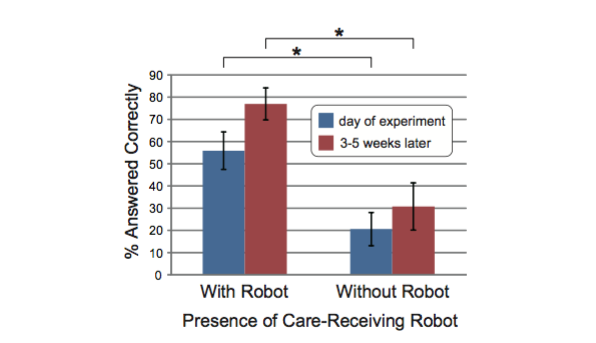 *
*
% Answered Correctly
90
80
70
60
50
40
30
20
10
0
day of experiment
3-5 weeks later
With Robot
Without Robot
Presence of Care-Receiving Robot